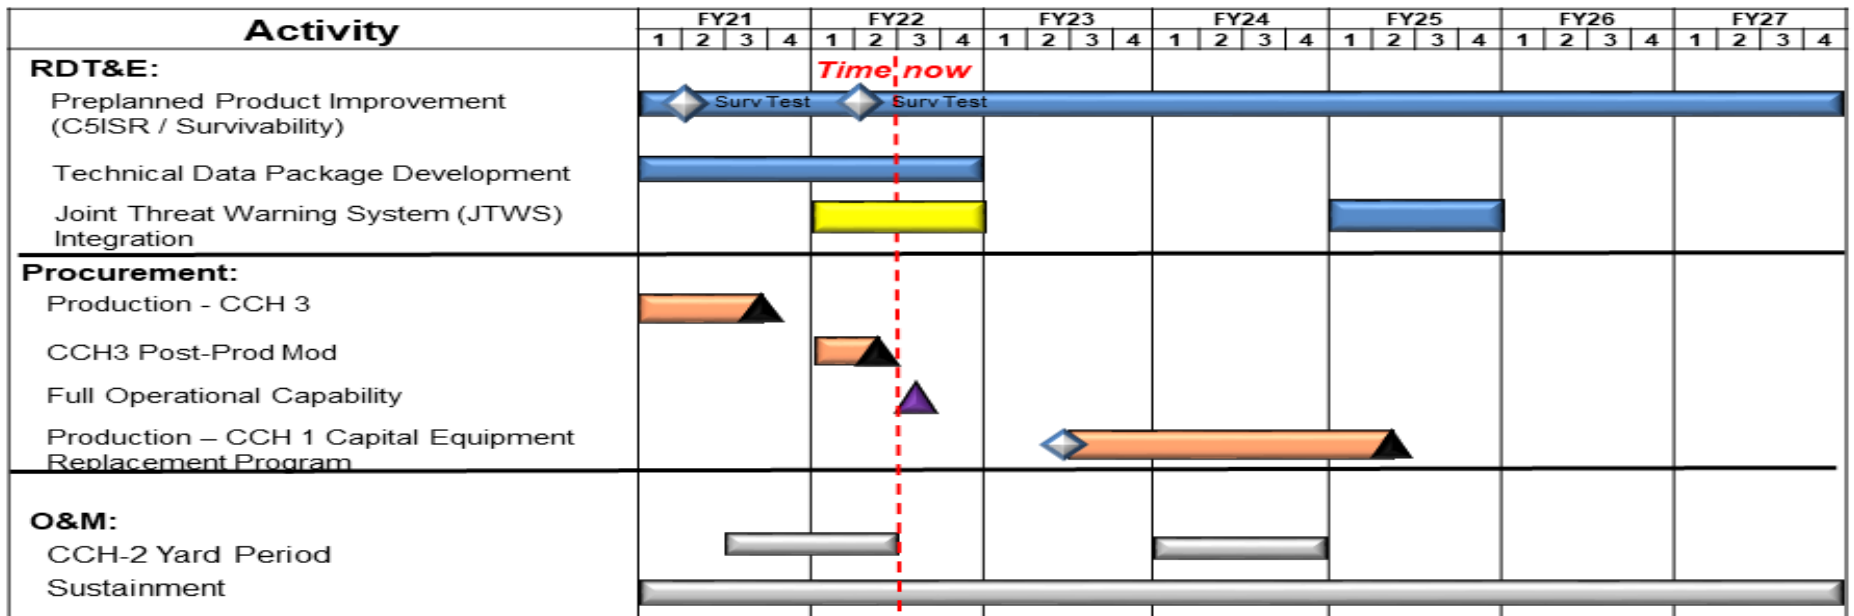 Activity
FY21 FY22 FY23 FY24 FY25 FY26 FY27
1 2 3 4 1 2 3 4 1 2 3 4 1 2 3 4 1 2 3 4 1 2 3 4 1 2 3 4
RDT&E:
Time now
Preplanned Product Improvement
(C5ISR / Survivability)
Surv Test
Surv Test
Technical Data Package Development
Joint Threat Warning System (JTWS)
Integration
Procurement:
Production - CCH 3
CCH3 Post-Prod Mod
Full Operational Capability
Production – CCH 1 Capital Equipment
Replacement Program
O&M:
CCH-2 Yard Period
Sustainment